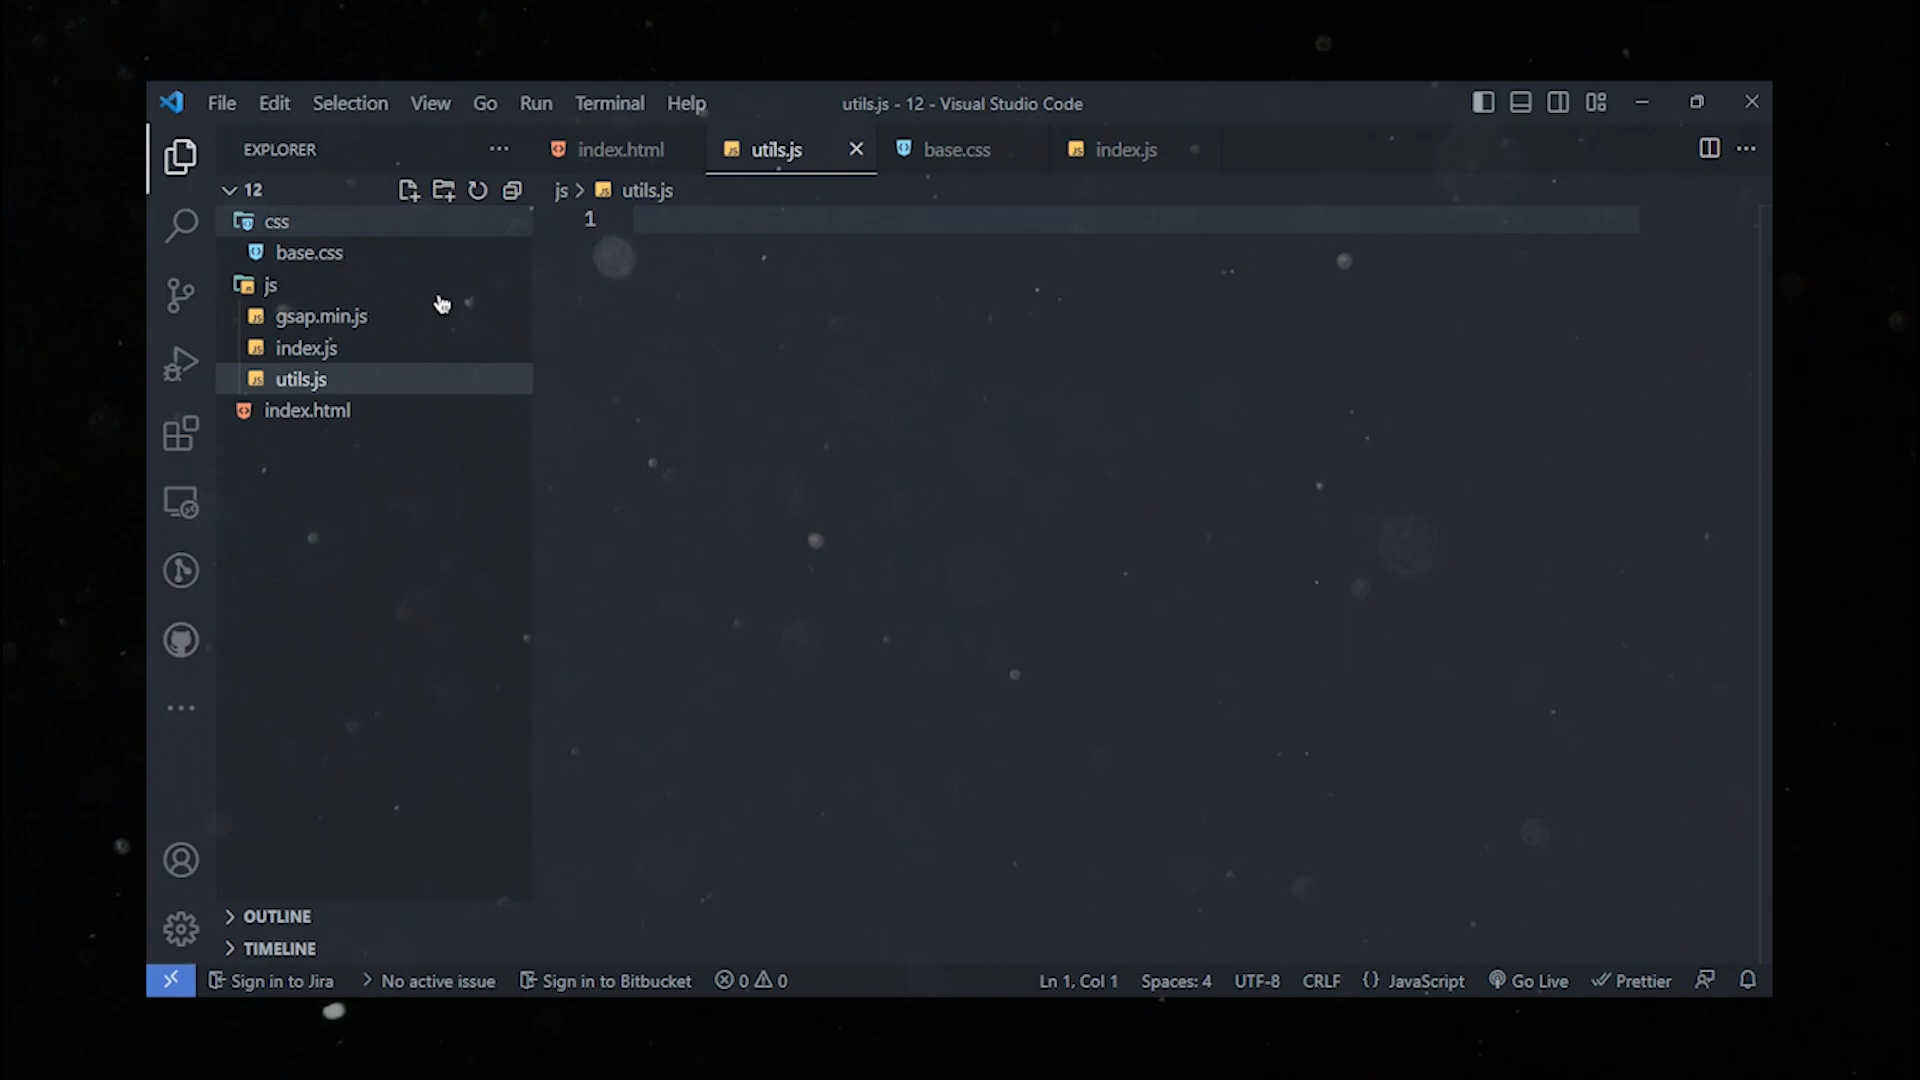 File Edit Selection View Go Run Terminal Help utils.js - 12 - Visual Studio Code
EXPLORER ··· index.html utils.js base.css index.js ···
12 js > utils.js
css 1
base.css
js
gsap.min.js
index.js
utils.js
index.html
OUTLINE
TIMELINE
Sign in to Jira No active issue Sign in to Bitbucket 0 0 Ln 1, Col 1 Spaces: 4 UTF-8 CRLF {} JavaScript Go Live Prettier